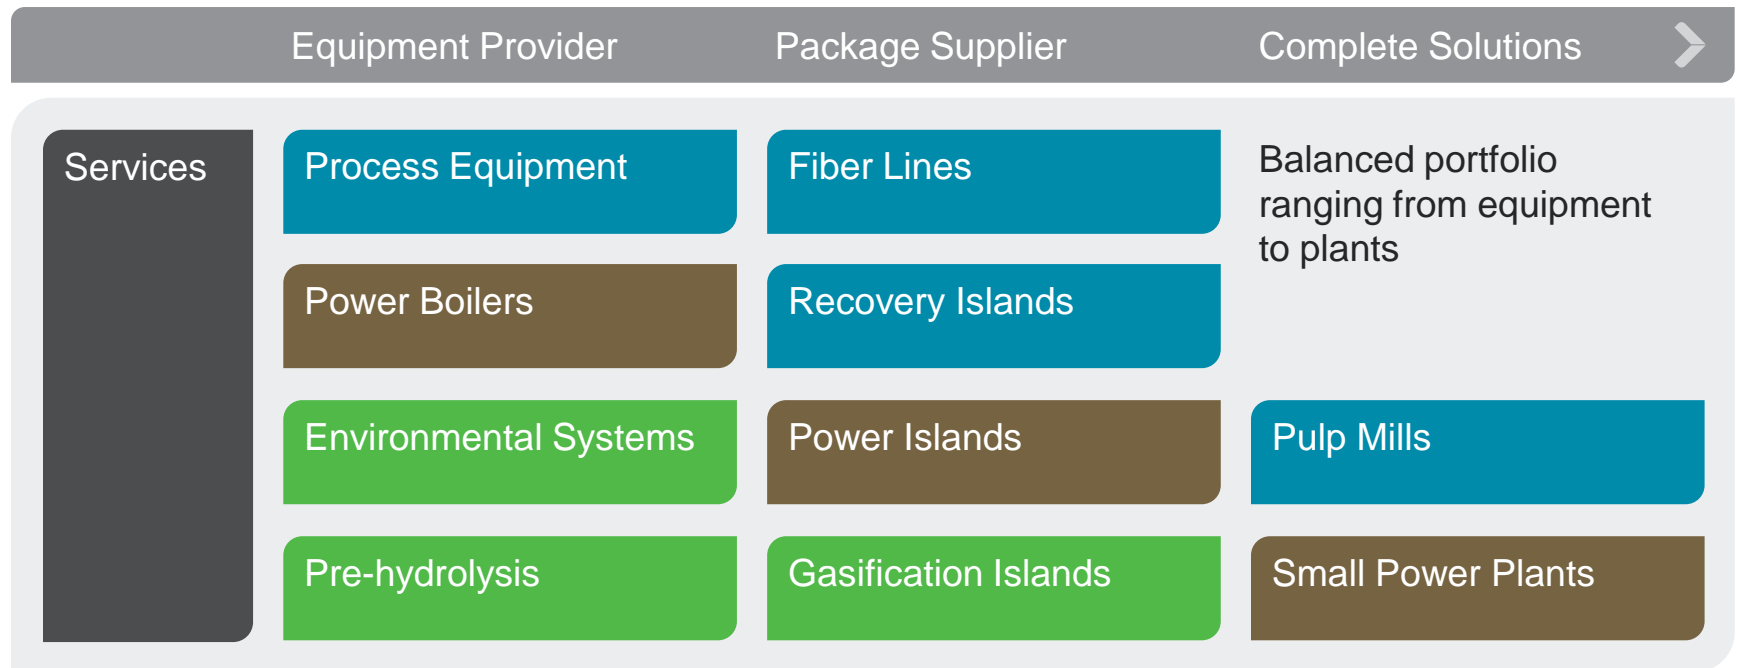 Equipment Provider
Package Supplier
Complete Solutions
Services
Process Equipment
Fiber Lines
Balanced portfolio
ranging from equipment
to plants
Power Boilers
Recovery Islands
Environmental Systems
Power Islands
Pulp Mills
Pre-hydrolysis
Gasification Islands
Small Power Plants